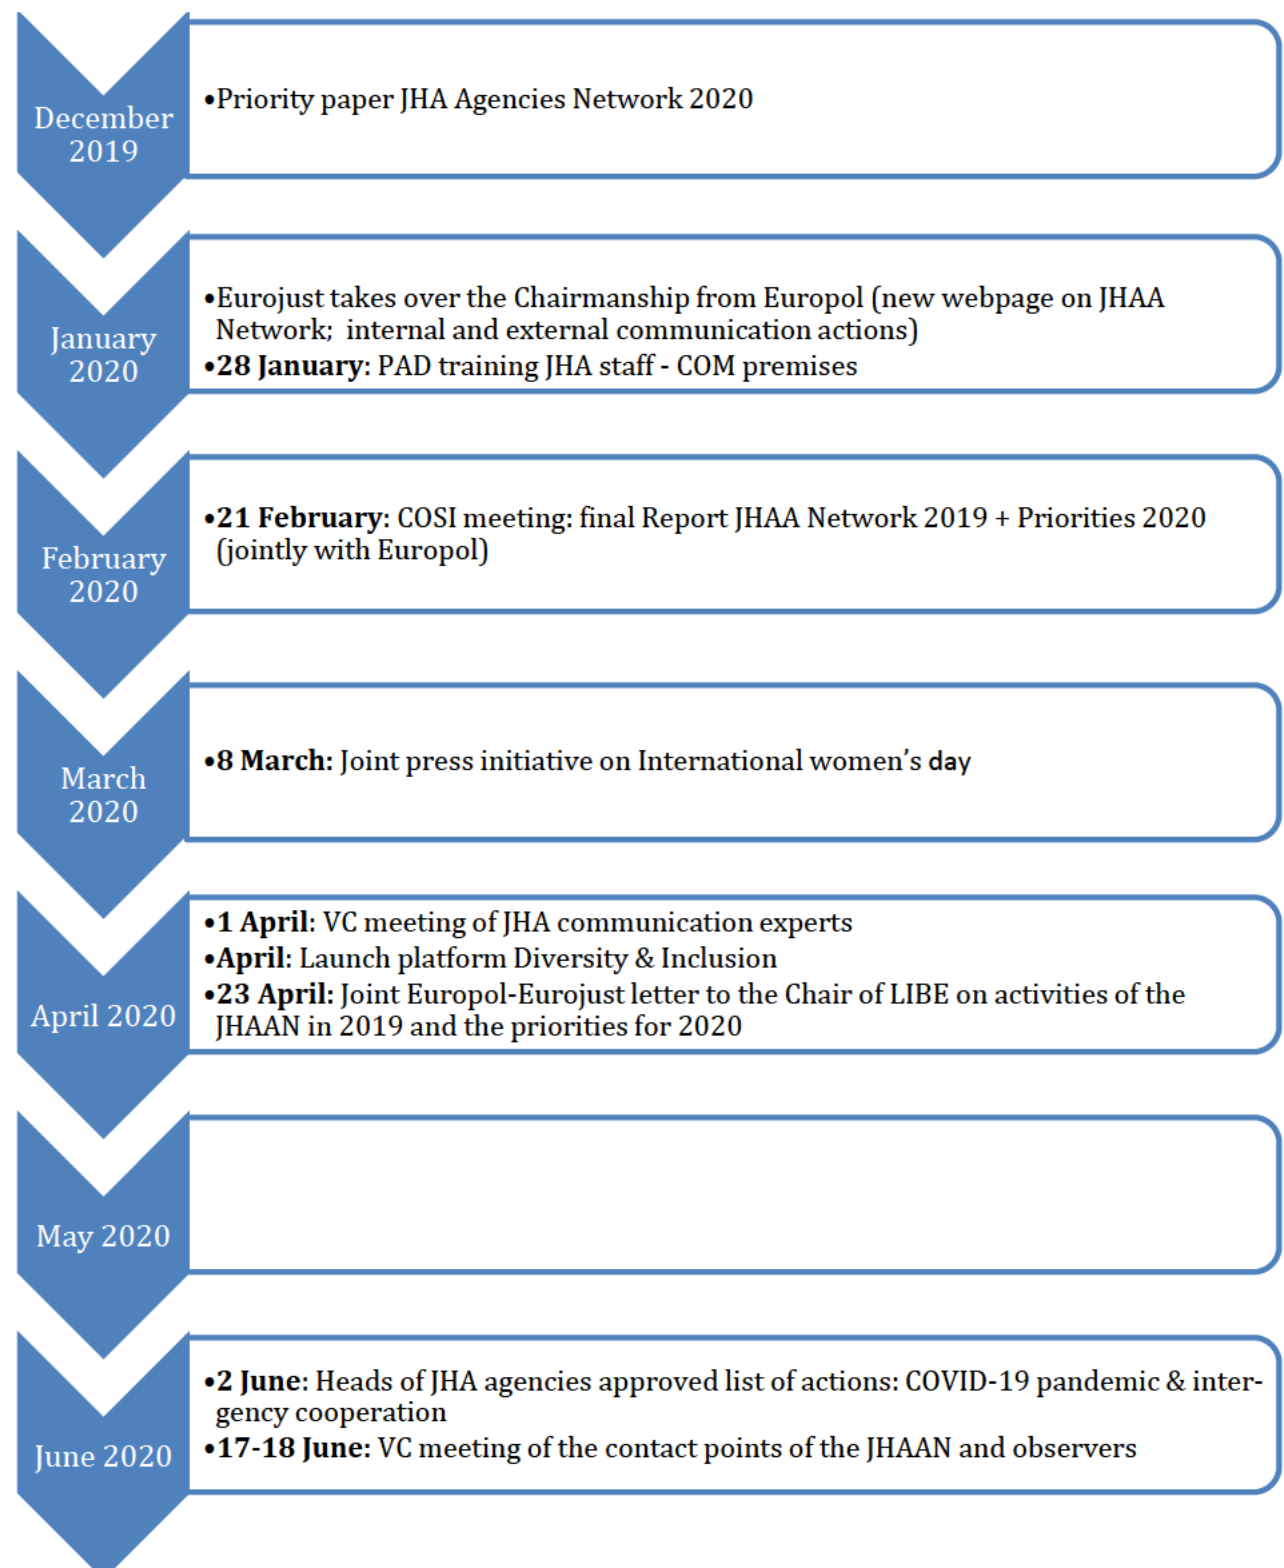 December
2019
•Priority paper JHA Agencies Network 2020
January
2020
•Eurojust takes over the Chairmanship from Europol (new webpage on JHAA
Network;  internal and external communication actions)
•28 January: PAD training JHA staff - COM premises
February
2020
•21 February: COSI meeting: final Report JHAA Network 2019 + Priorities 2020
(jointly with Europol)
March
2020
•8 March: Joint press initiative on International women’s day
April 2020
•1 April: VC meeting of JHA communication experts
•April: Launch platform Diversity & Inclusion
•23 April: Joint Europol-Eurojust letter to the Chair of LIBE on activities of the
JHAAN in 2019 and the priorities for 2020
May 2020
June 2020
•2 June: Heads of JHA agencies approved list of actions: COVID-19 pandemic & inter-
gency cooperation
•17-18 June: VC meeting of the contact points of the JHAAN and observers